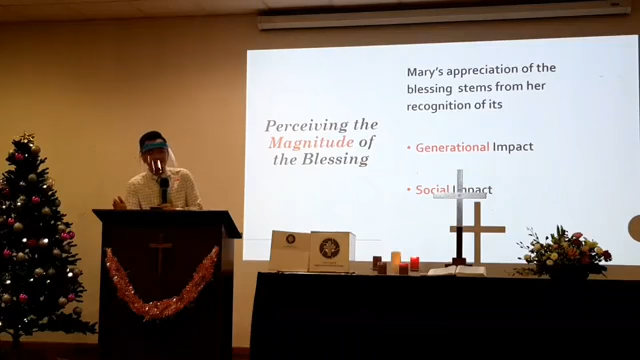 Perceiving the
Magnitude of
the Blessing
Mary's appreciation of the
blessing stems from her
recognition of its
• Generational Impact
• Social Impact